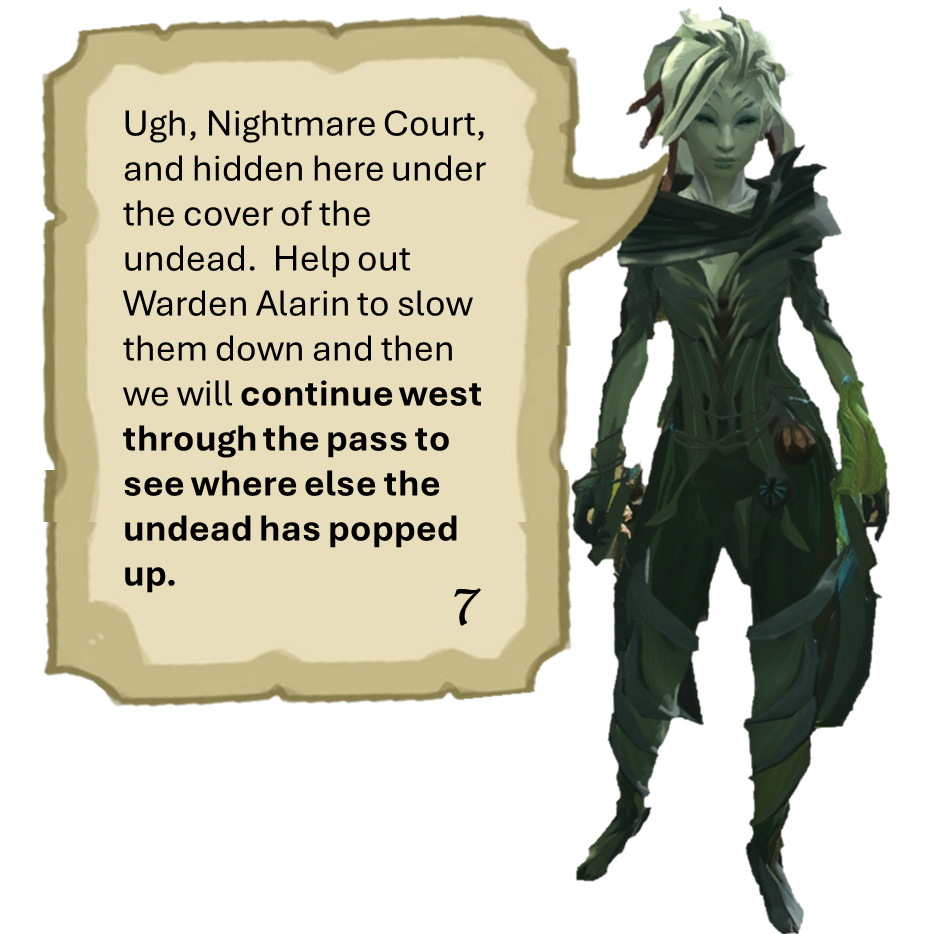 Ugh, Nightmare Court,
and hidden here under
the cover of the
undead.  Help out
Warden Alarin to slow
them down and then
we will continue west
through the pass to
see where else the
undead has popped
up.
7